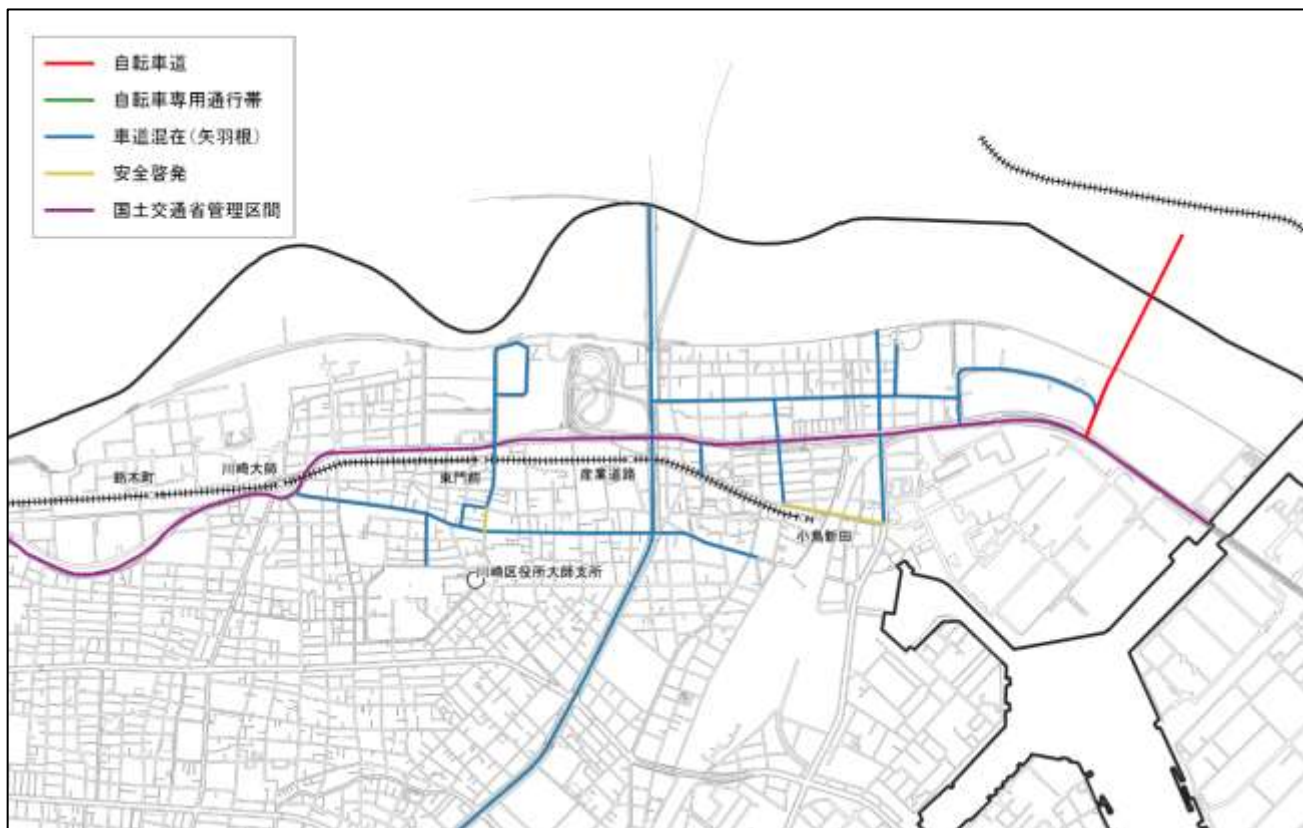 自転車道
自転車専用通行帯
車道混在（矢羽根）
安全啓発
国土交通省管理区間
川崎大師
鈴木町
東門前
産業道路
小島新田
川崎区役所大師支所